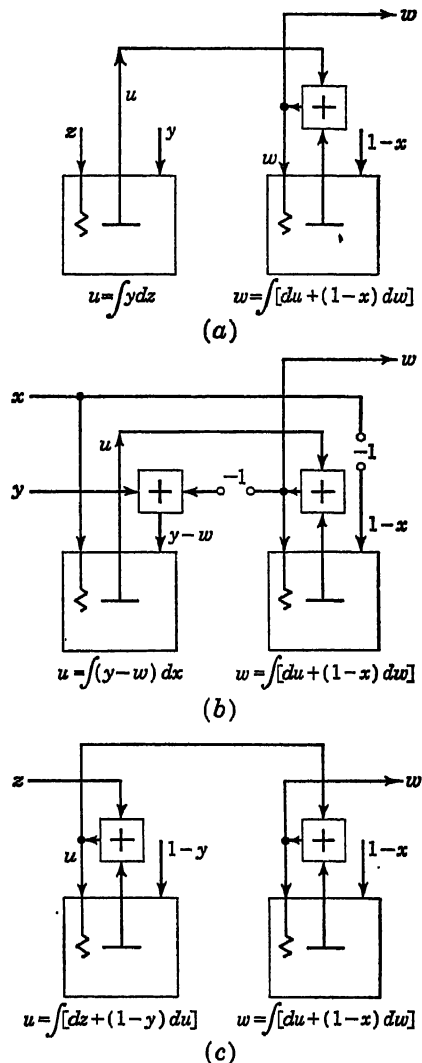 w
u
+
z
y
w
1-x
u=∫ydz
w=∫[du+(1-x)dw]
(a)
w
x
u
-1
y
+
-1
+
y-w
1-x
u=∫(y-w)dx
w=∫[du+(1-x)dw]
(b)
z
w
+
+
u
1-y
1-x
u=∫[dz+(1-y)du]
w=∫[du+(1-x)dw]
(c)